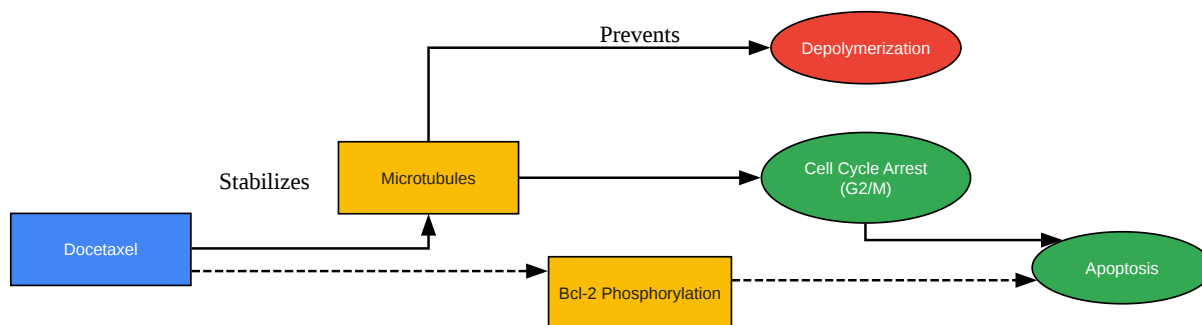 Prevents
Depolymerization
Stabilizes
Microtubules
Cell Cycle Arrest
(G2/M)
Docetaxel
Bcl-2 Phosphorylation
Apoptosis